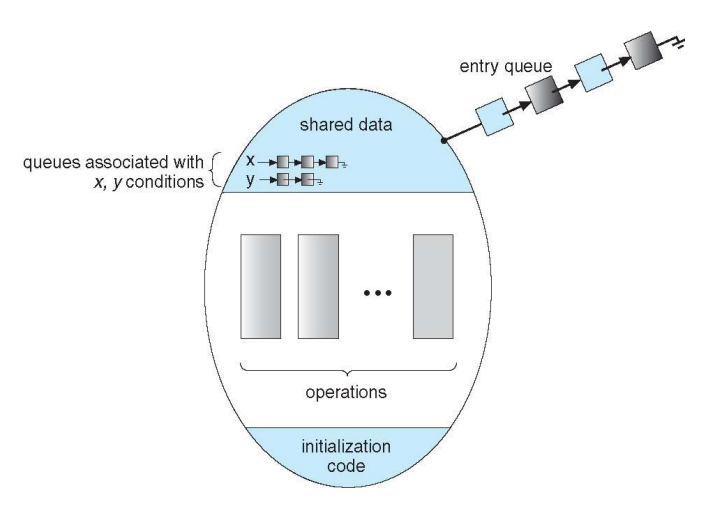 entry queue
shared data
queues associated with
x, y conditions
x
y
operations
initialization
code